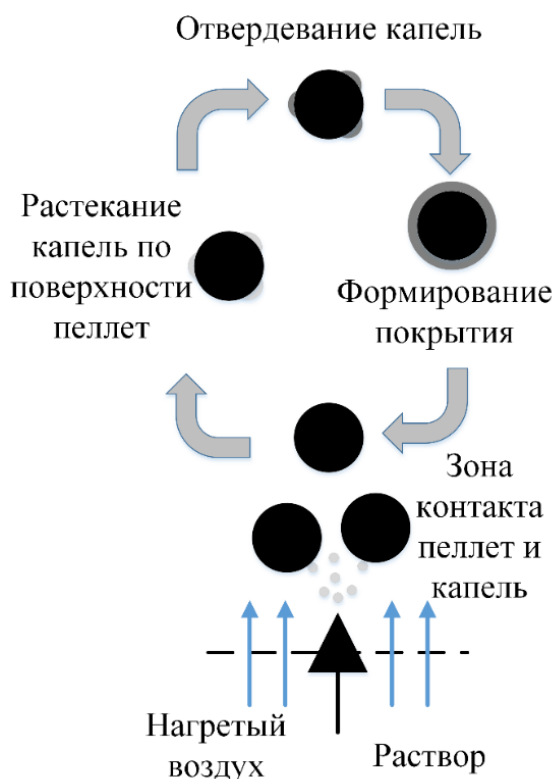 Отвердевание капель
Растекание
капель по
поверхности
пеллет
Формирование
покрытия
Зона
контакта
пеллет и
капель
Нагретый
воздух
Раствор